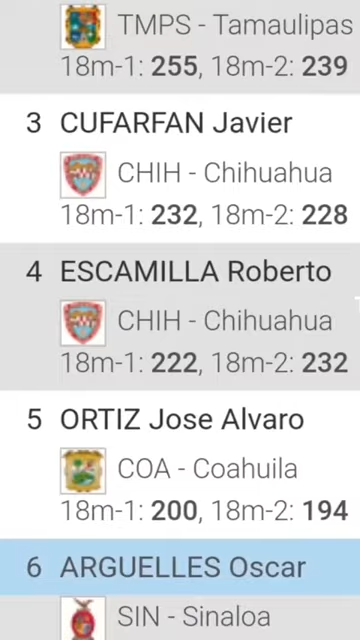 TMPS - Tamaulipas
18m-1: 255, 18m-2: 239
3 CUFARFAN Javier
CHIH - Chihuahua
18m-1: 232, 18m-2: 228
4 ESCAMILLA Roberto
CHIH - Chihuahua
18m-1: 222, 18m-2: 232
5 ORTIZ Jose Alvaro
COA - Coahuila
18m-1: 200, 18m-2: 194
6 ARGUELLES Oscar
SIN - Sinaloa